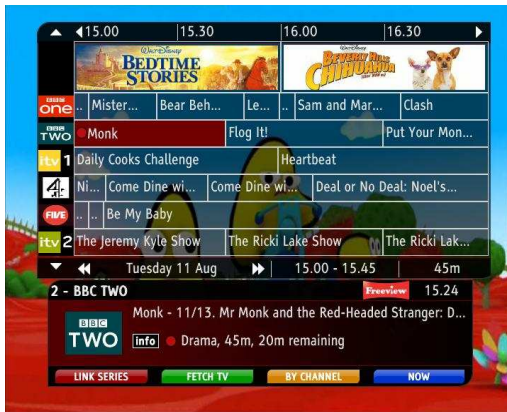 15.00 15.30 16.00 16.30
Walt Disney BEDTIME STORIES
Walt Disney BEVERLY HILLS CHIHUAHUA
BBC one .. Mister... Bear Beh... Le... .. Sam and Mar... Clash
BBC TWO Monk Flog It! Put Your Mon...
itv 1 Daily Cooks Challenge Heartbeat
4 Ni... Come Dine wi... Come Dine wi... Deal or No Deal: Noel's...
FIVE .. .. Be My Baby
itv 2 The Jeremy Kyle Show The Ricki Lake Show The Ricki Lak...
Tuesday 11 Aug 15.00 - 15.45 45m
2 - BBC TWO Freeview 15.24
Monk - 11/13. Mr Monk and the Red-Headed Stranger: D...
BBC TWO
info Drama, 45m, 20m remaining
LINK SERIES FETCH TV BY CHANNEL NOW